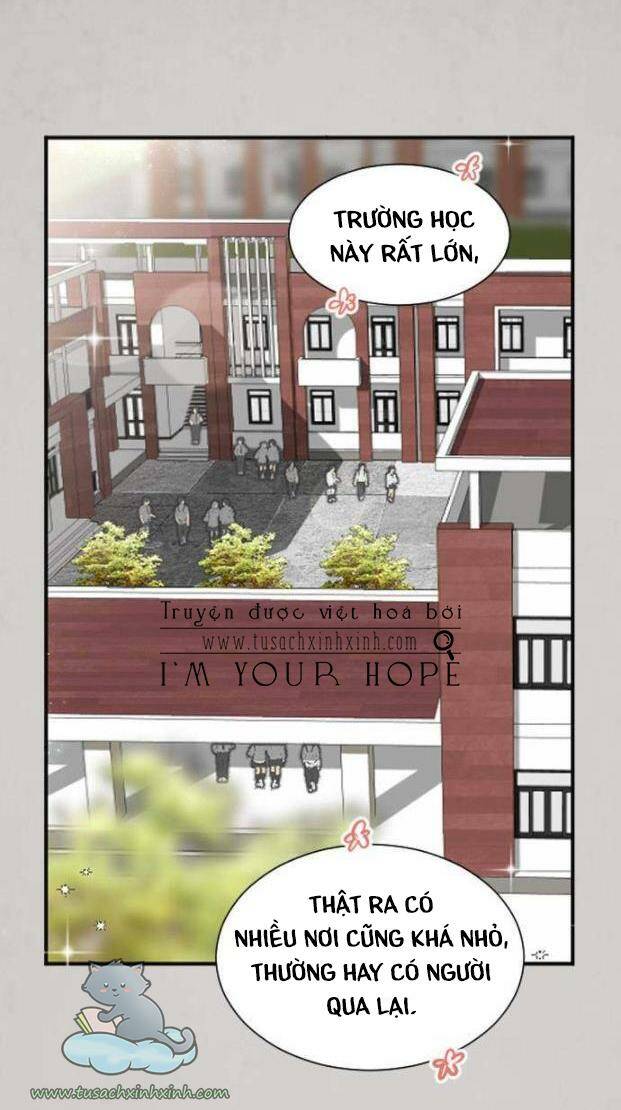 TRƯỜNG HỌC
NÀY RẤT LỚN,
Truyện được việt hoá bởi
www.tusachxinhxinh.com
I'M YOUR HOPE
THẬT RA CÓ
NHIỀU NƠI CŨNG KHÁ NHỎ,
THƯỜNG HAY CÓ NGƯỜI
QUA LẠI.
www.tusachxinhxinh.com